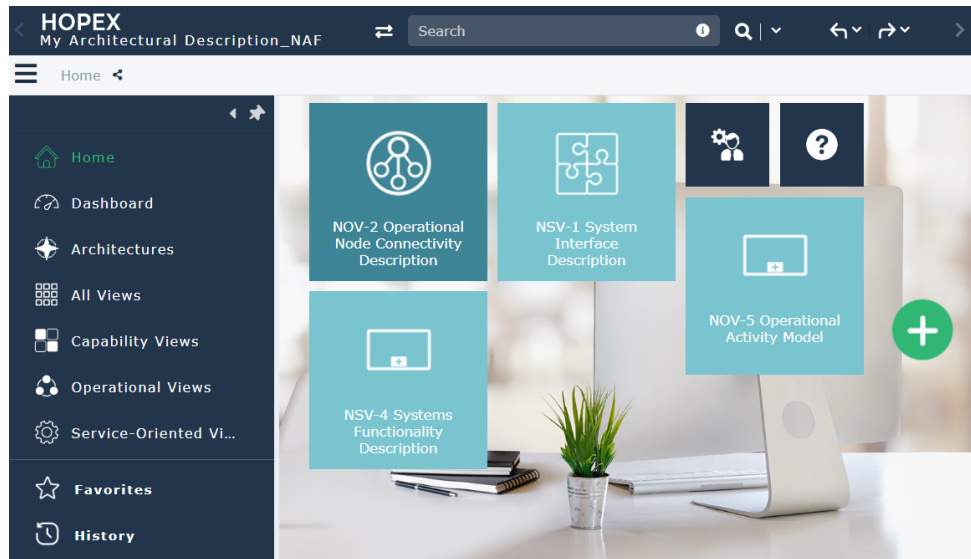 HOPEX
My Architectural Description_NAF
Search
Home
Home
Dashboard
Architectures
All Views
Capability Views
Operational Views
Service-Oriented Vi...
Favorites
History
NOV-2 Operational
Node Connectivity
Description
NSV-1 System
Interface
Description
NOV-5 Operational
Activity Model
NSV-4 Systems
Functionality
Description